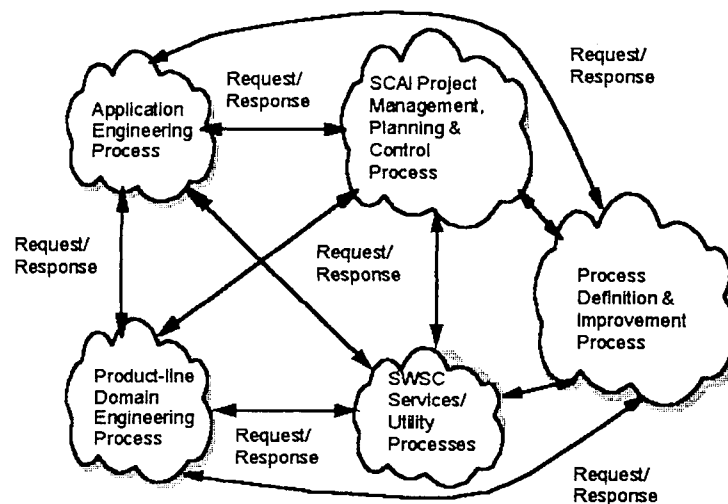 Application
Engineering
Process
Request/
Response
SCAI Project
Management,
Planning &
Control
Process
Request/
Response
Request/
Response
Request/
Response
Process
Definition &
Improvement
Process
Product-line
Domain
Engineering
Process
Request/
Response
SWSC
Services/
Utility
Processes
Request/
Response